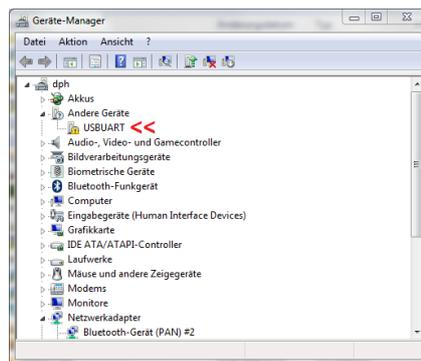 Geräte-Manager
Datei Aktion Ansicht ?
dph
Akkus
Andere Geräte
USBUART <<
Audio-, Video- und Gamecontroller
Bildverarbeitungsgeräte
Biometrische Geräte
Bluetooth-Funkgerät
Computer
Eingabegeräte (Human Interface Devices)
Grafikkarte
IDE ATA/ATAPI-Controller
Laufwerke
Mäuse und andere Zeigegeräte
Modems
Monitore
Netzwerkadapter
Bluetooth-Gerät (PAN) #2